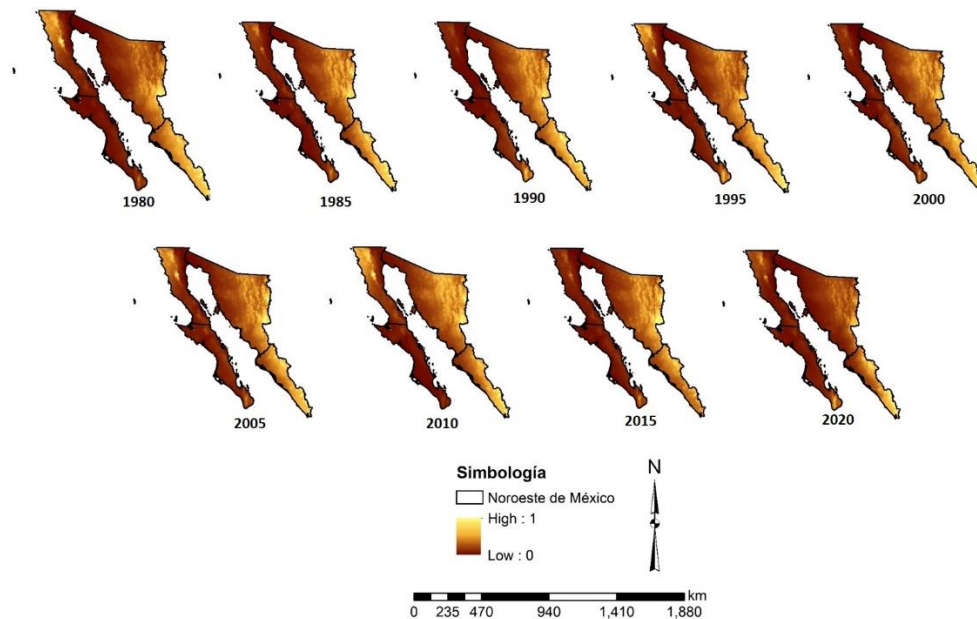 1980
1985
1990
1995
2000
2005
2010
2015
2020
Simbología
Noroeste de México
High : 1
Low : 0
N
km
0 235 470 940 1,410 1,880